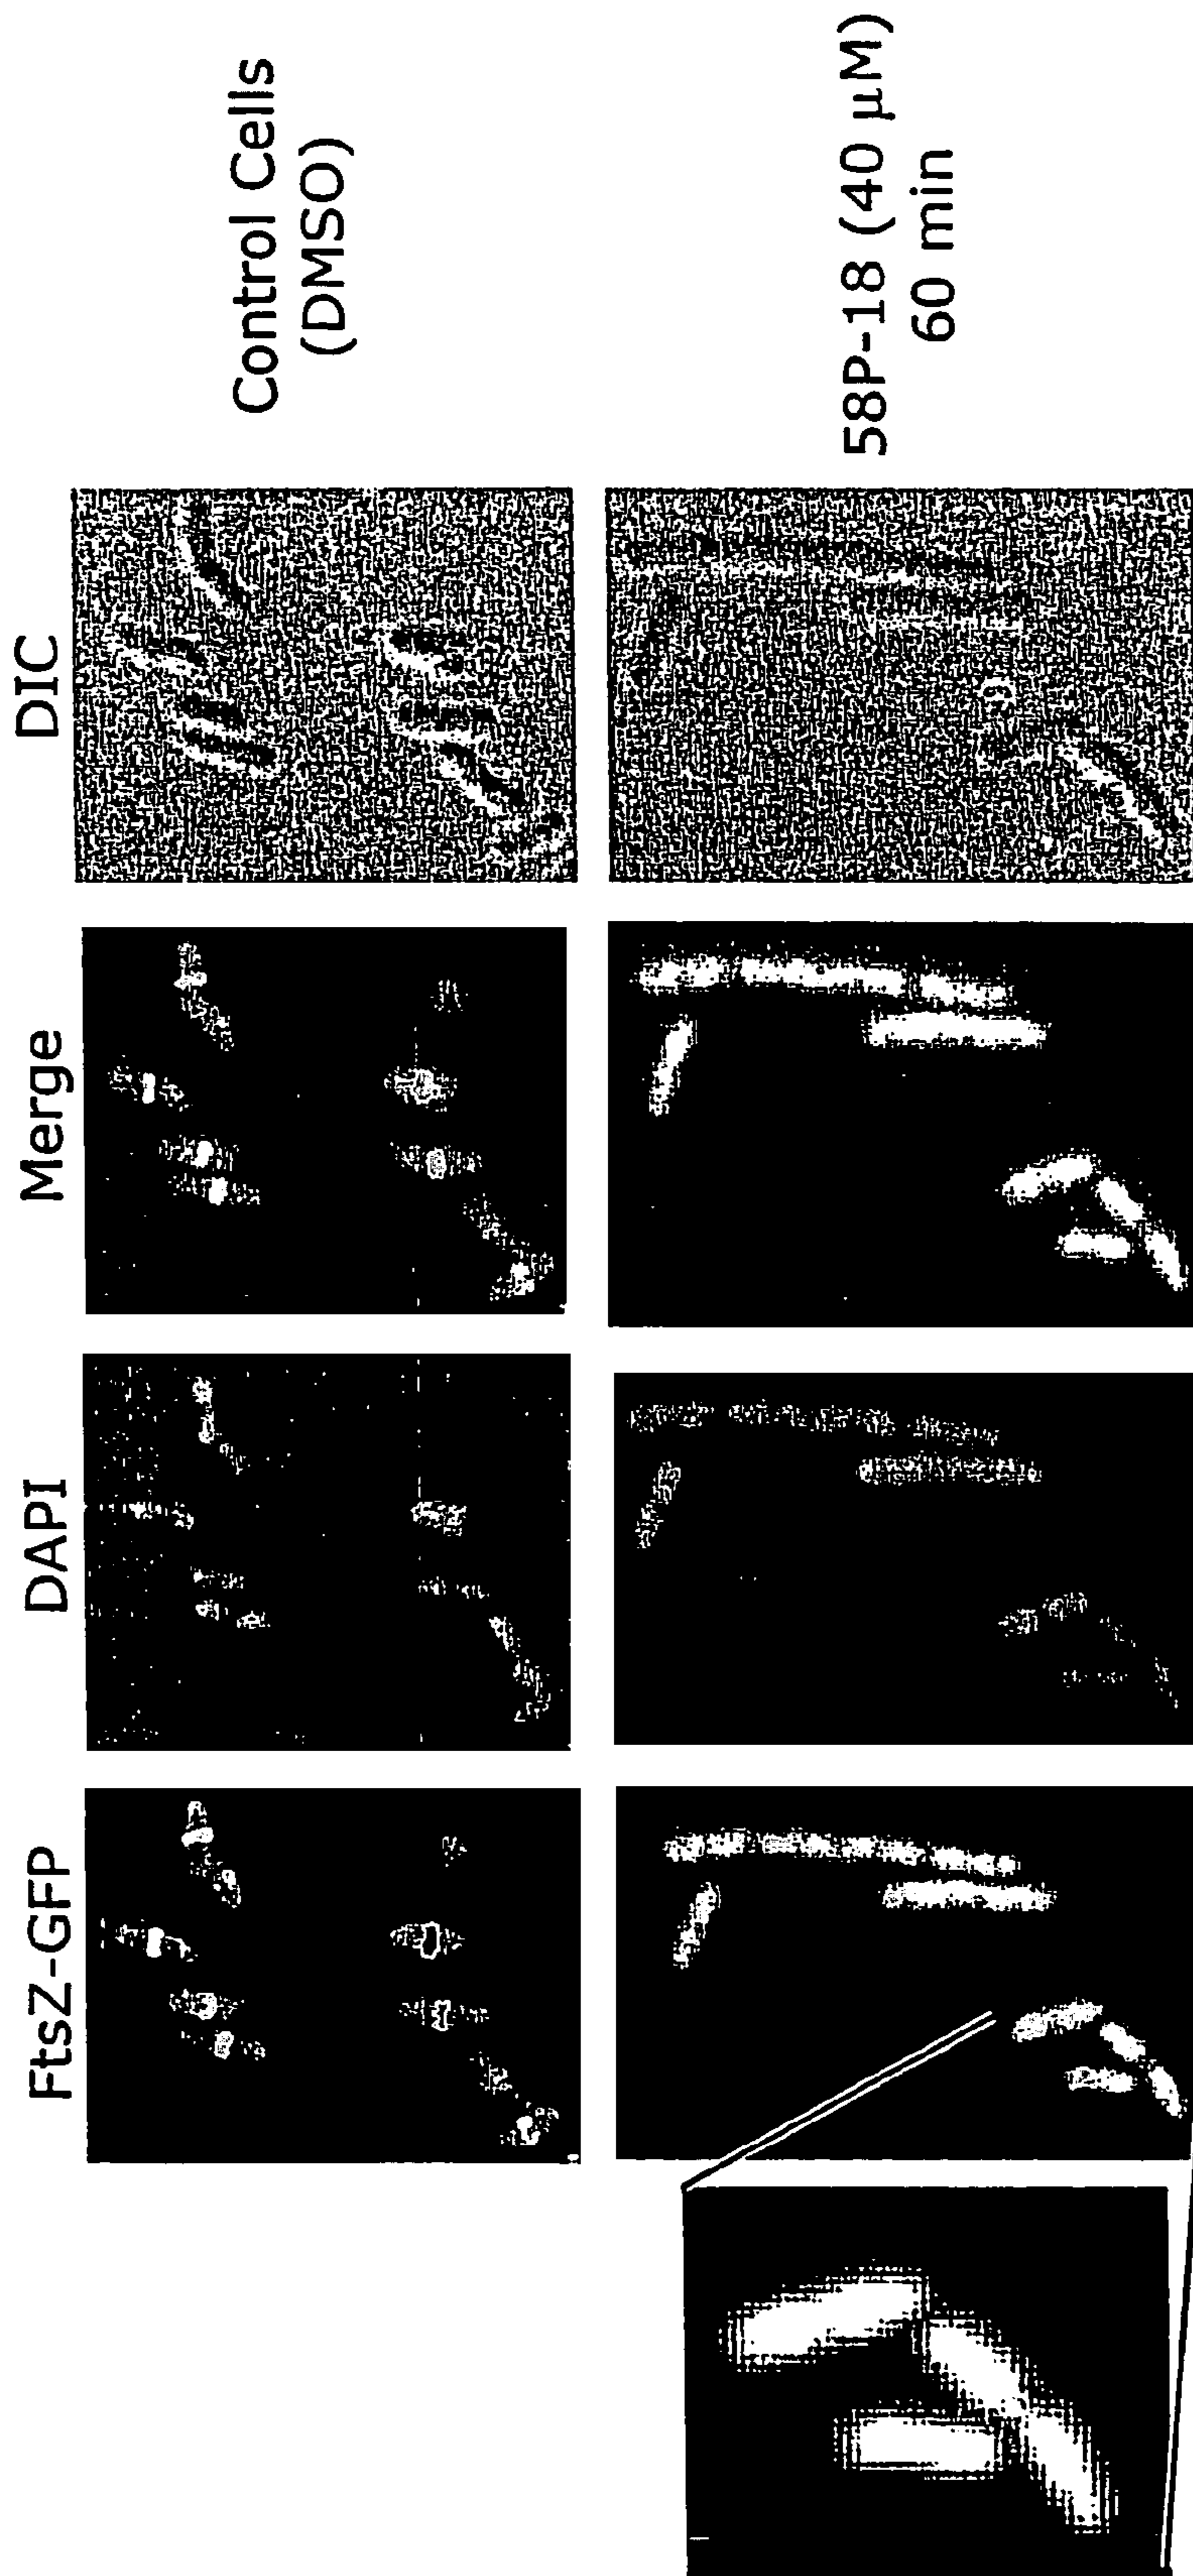 FtsZ-GFP
DAPI
Merge
DIC
Control Cells
(DMSO)
58P-18 (40 μM)
60 min